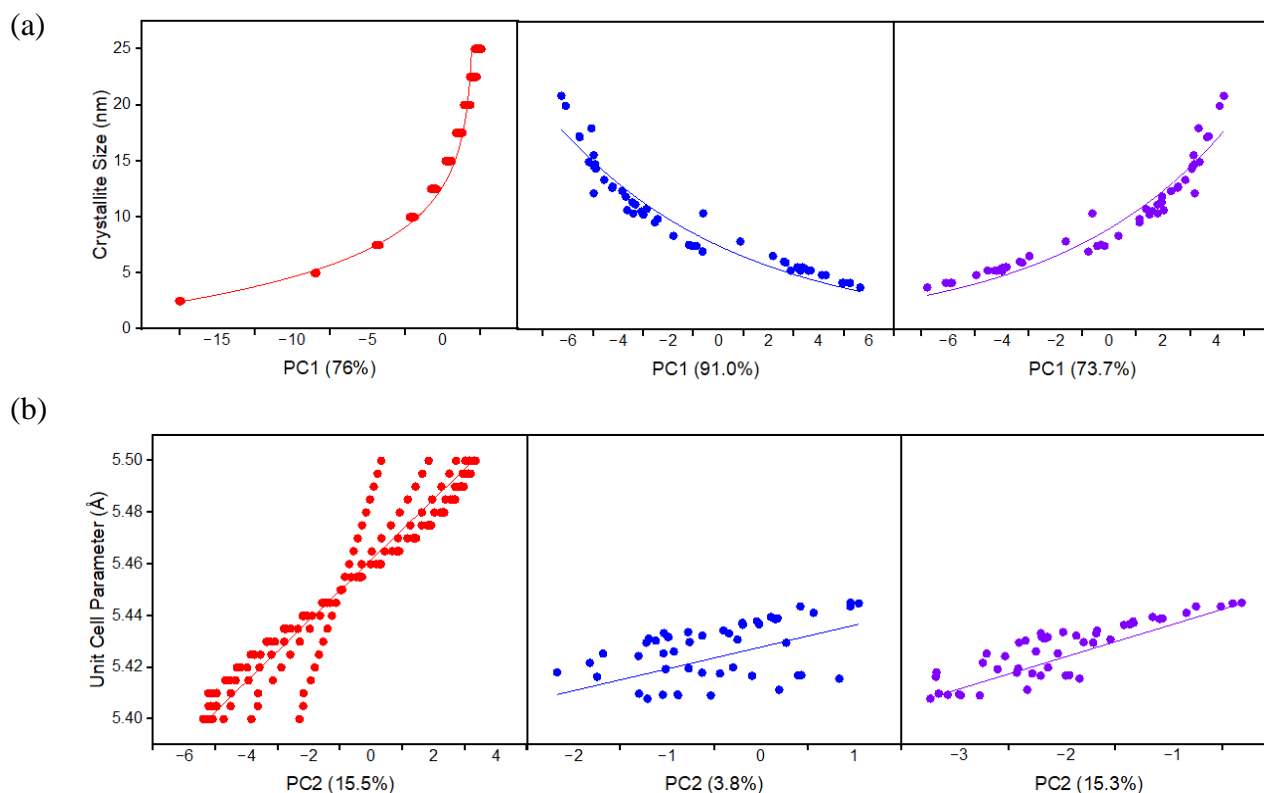 (a)
25
20
15
10
5
0
Crystallite Size (nm)
−15 −10 −5 0
−6 −4 −2 0 2 4 6
−6 −4 −2 0 2 4
PC1 (76%)
PC1 (91.0%)
PC1 (73.7%)
(b)
5.50
5.48
5.46
5.44
5.42
5.40
Unit Cell Parameter (Å)
−6 −4 −2 0 2 4
−2 −1 0 1
−3 −2 −1
PC2 (15.5%)
PC2 (3.8%)
PC2 (15.3%)